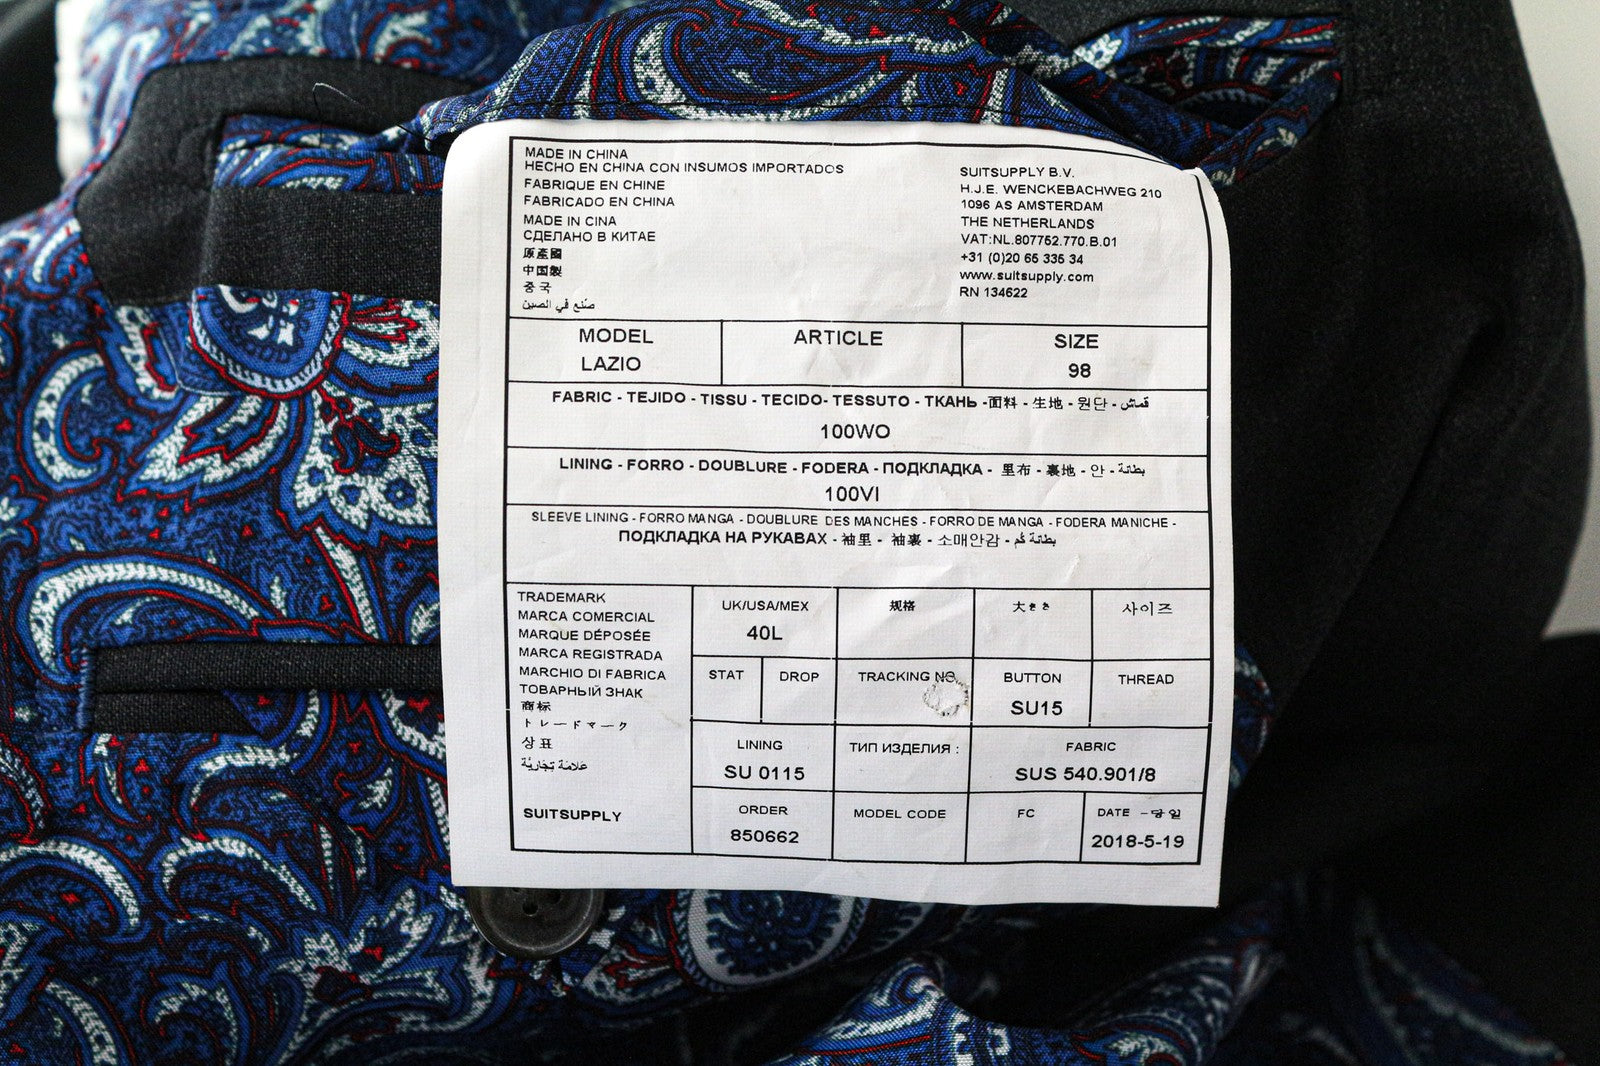 MADE IN CHINA
HECHO EN CHINA CON INSUMOS IMPORTADOS
FABRIQUE EN CHINE
FABRICADO EN CHINA
MADE IN CINA
СДЕЛАНО В КИТАЕ
原産國
中国製
중국
صنع في الصين
SUITSUPPLY B.V.
H.J.E. WENCKEBACHWEG 210
1096 AS AMSTERDAM
THE NETHERLANDS
VAT:NL.807752.770.B.01
+31 (0)20 65 335 34
www.suitsupply.com
RN 134622
MODEL
LAZIO
ARTICLE
SIZE
98
FABRIC - TEJIDO - TISSU - TECIDO- TESSUTO - ТКАНЬ -面料 - 生地 - 원단 - قماش
100WO
LINING - FORRO - DOUBLURE - FODERA - ПОДКЛАДКА - 里布 - 裏地 - 안 - بطانة
100VI
SLEEVE LINING - FORRO MANGA - DOUBLURE DES MANCHES - FORRO DE MANGA - FODERA MANICHE -
ПОДКЛАДКА НА РУКАВАХ - 袖里 - 袖裏 - 소매안감 - بطانة كم
TRADEMARK
MARCA COMERCIAL
MARQUE DÉPOSÉE
MARCA REGISTRADA
MARCHIO DI FABRICA
ТОВАРНЫЙ ЗНАК
商标
トレードマーク
상표
علامة تجارية
SUITSUPPLY
UK/USA/MEX
40L
规格
大きさ
사이즈
STAT
DROP
TRACKING NO
BUTTON
SU15
THREAD
LINING
SU 0115
ТИП ИЗДЕЛИЯ :
FABRIC
SUS 540.901/8
ORDER
850662
MODEL CODE
FC
DATE -
2018-5-19